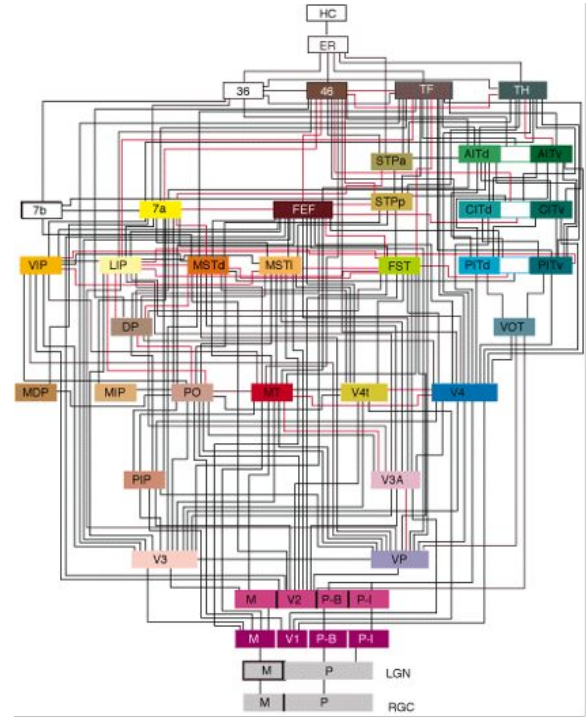 HC
ER
36 46 TF TH
STPa AITd AITv
7b 7a FEF STPp CITd CITv
VIP LIP MSTd MSTl FST PITd PITv
DP VOT
MDP MIP PO MT V4t V4
PIP V3A
V3 VP
M V2 P-B P-I
M V1 P-B P-I
M P LGN
M P RGC